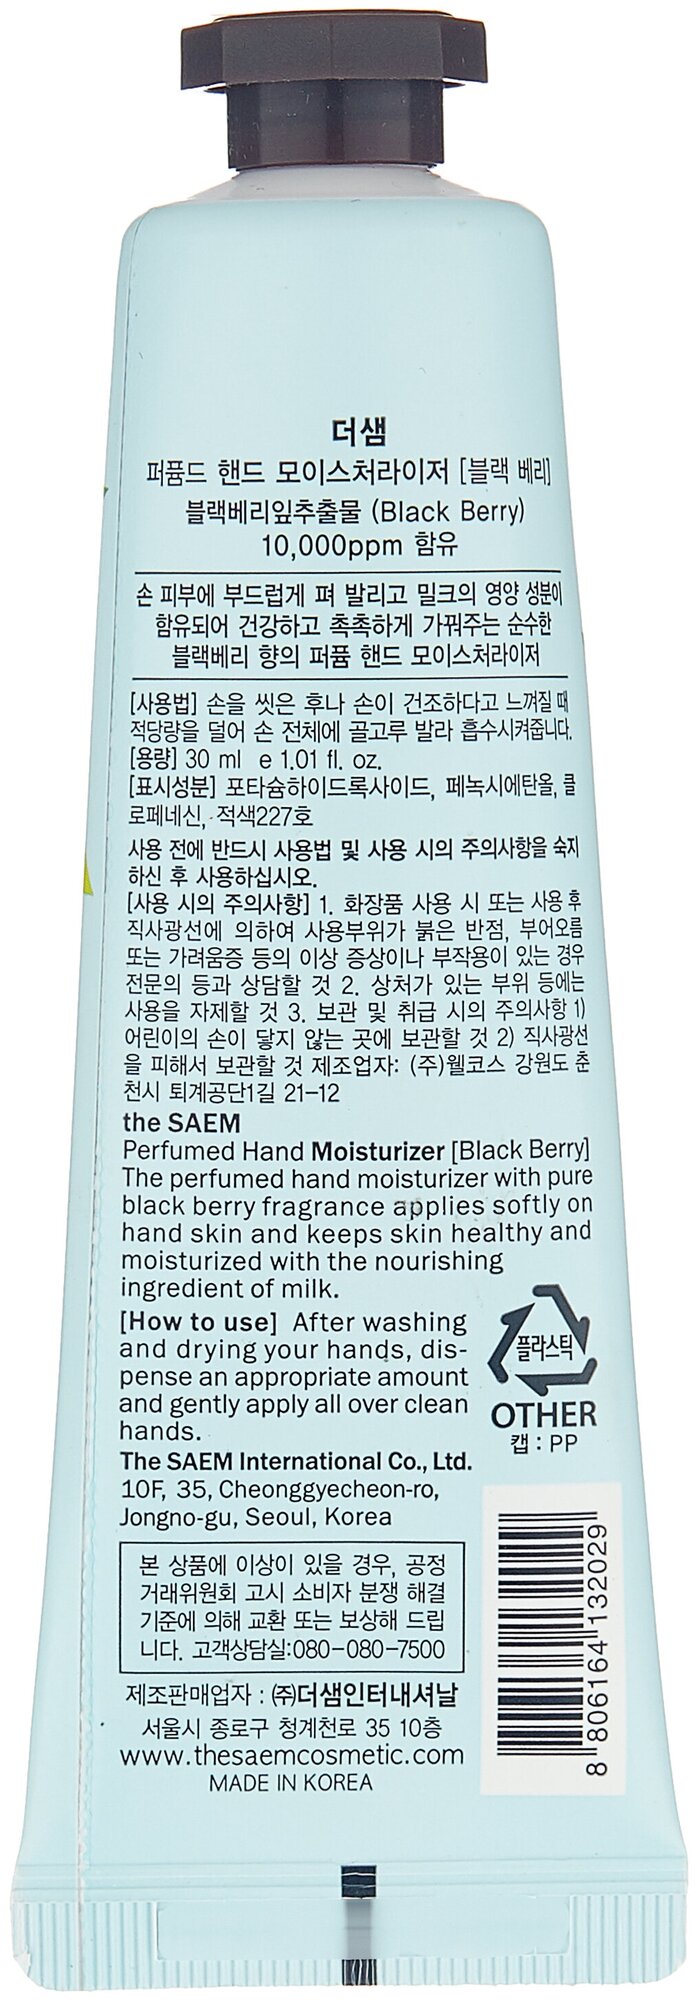 더샘
퍼퓸드 핸드 모이스처라이저 [블랙 베리]
블랙베리잎추출물 (Black Berry)
10,000ppm 함유
손 피부에 부드럽게 펴 발리고 밀크의 영양 성분이
함유되어 건강하고 촉촉하게 가꿔주는 순수한
블랙베리 향의 퍼퓸 핸드 모이스처라이저
[사용법] 손을 씻은 후나 손이 건조하다고 느껴질 때
적당량을 덜어 손 전체에 골고루 발라 흡수시켜줍니다.
[용량] 30 ml e 1.01 fl. oz.
[표시성분] 포타슘하이드록사이드, 페녹시에탄올, 클
로페네신, 적색227호
사용 전에 반드시 사용법 및 사용 시의 주의사항을 숙지
하신 후 사용하십시오.
[사용 시의 주의사항] 1. 화장품 사용 시 또는 사용 후
직사광선에 의하여 사용부위가 붉은 반점, 부어오름
또는 가려움증 등의 이상 증상이나 부작용이 있는 경우
전문의 등과 상담할 것 2. 상처가 있는 부위 등에는
사용을 자제할 것 3. 보관 및 취급 시의 주의사항 1)
어린이의 손이 닿지 않는 곳에 보관할 것 2) 직사광선
을 피해서 보관할 것 제조업자: (주)웰코스 강원도 춘
천시 퇴계공단1길 21-12
the SAEM
Perfumed Hand Moisturizer [Black Berry]
The perfumed hand moisturizer with pure
black berry fragrance applies softly on
hand skin and keeps skin healthy and
moisturized with the nourishing
ingredient of milk.
[How to use] After washing
and drying your hands, dis-
pense an appropriate amount
and gently apply all over clean
hands.
플라스틱
OTHER
캡 : PP
The SAEM International Co., Ltd.
10F, 35, Cheonggyecheon-ro,
Jongno-gu, Seoul, Korea
본 상품에 이상이 있을 경우, 공정
거래위원회 고시 소비자 분쟁 해결
기준에 의해 교환 또는 보상해 드립
니다. 고객상담실:080-080-7500
제조판매업자 : ㈜더샘인터내셔날
서울시 종로구 청계천로 35 10층
www.thesaemcosmetic.com
MADE IN KOREA
8 806164 132029